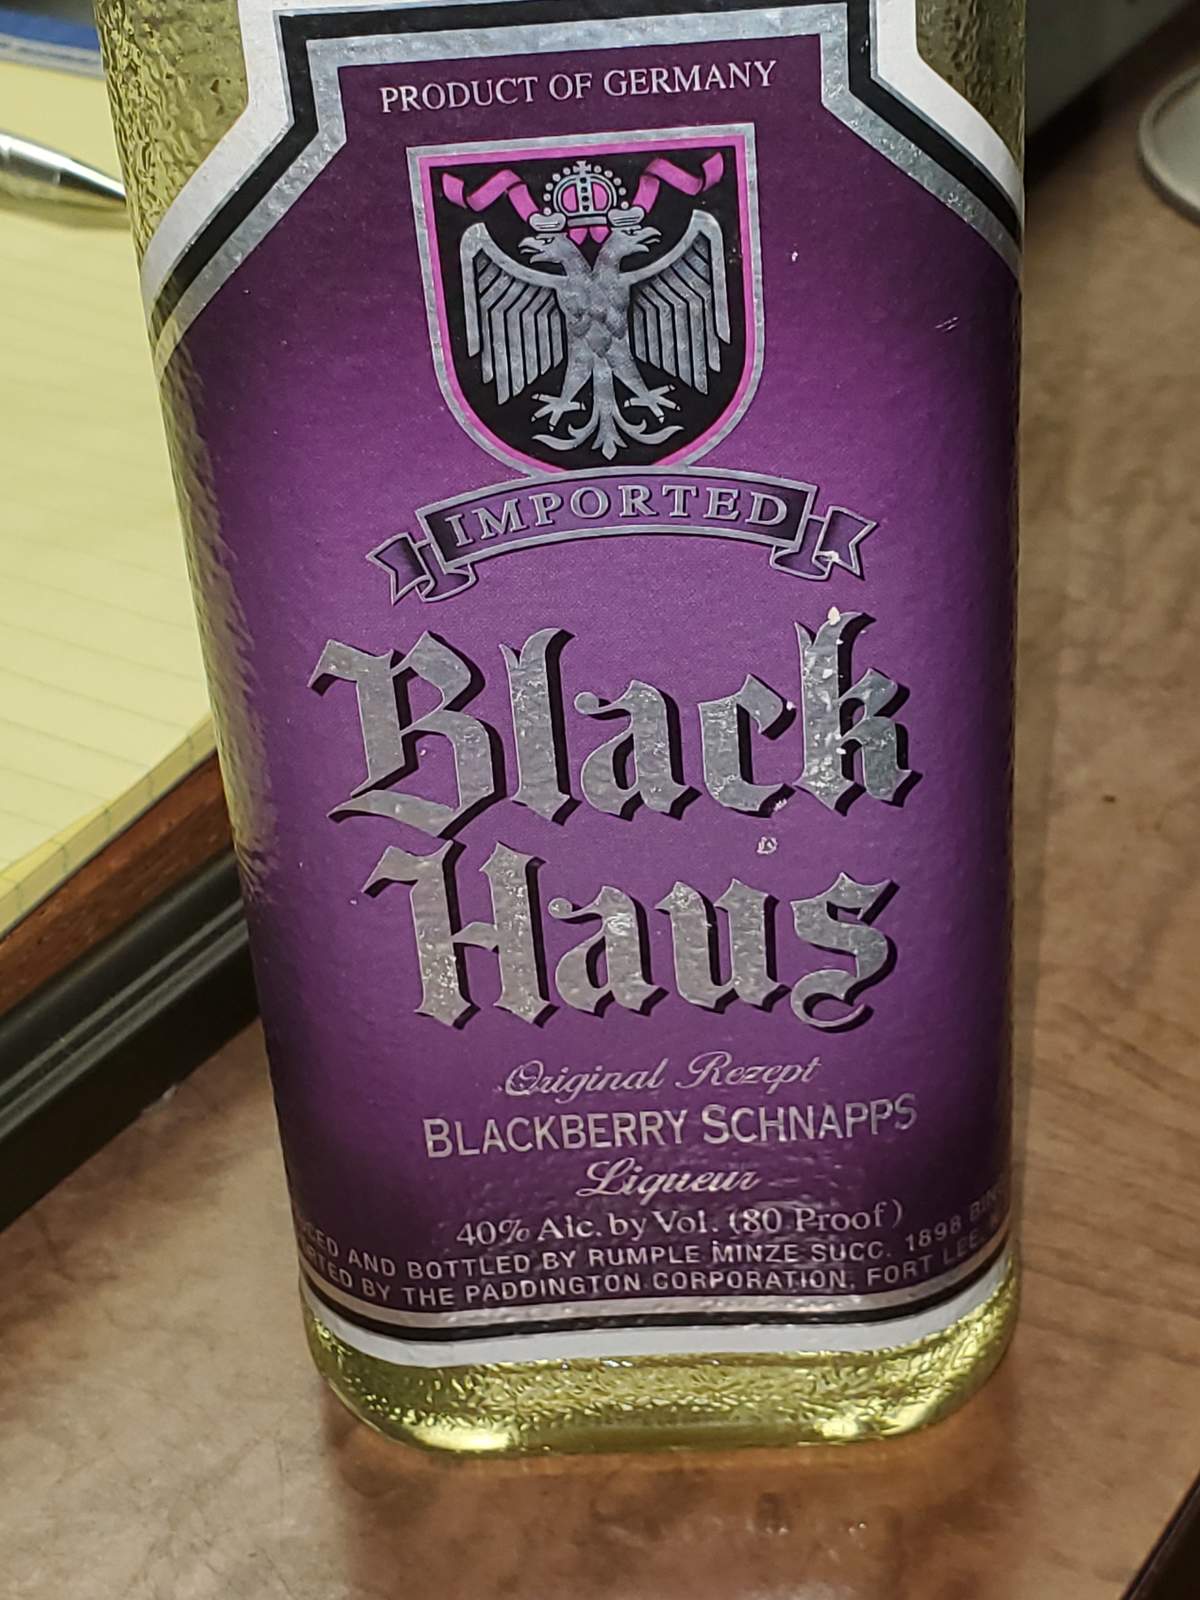 PRODUCT OF GERMANY
IMPORTED
Black
Haus
Original Rezept
BLACKBERRY SCHNAPPS
Liqueur
40% Alc. by Vol. (80 Proof)
AND BOTTLED BY RUMPLE MINZE SUCC. 1898
BY THE PADDINGTON CORPORATION, FORT LEE